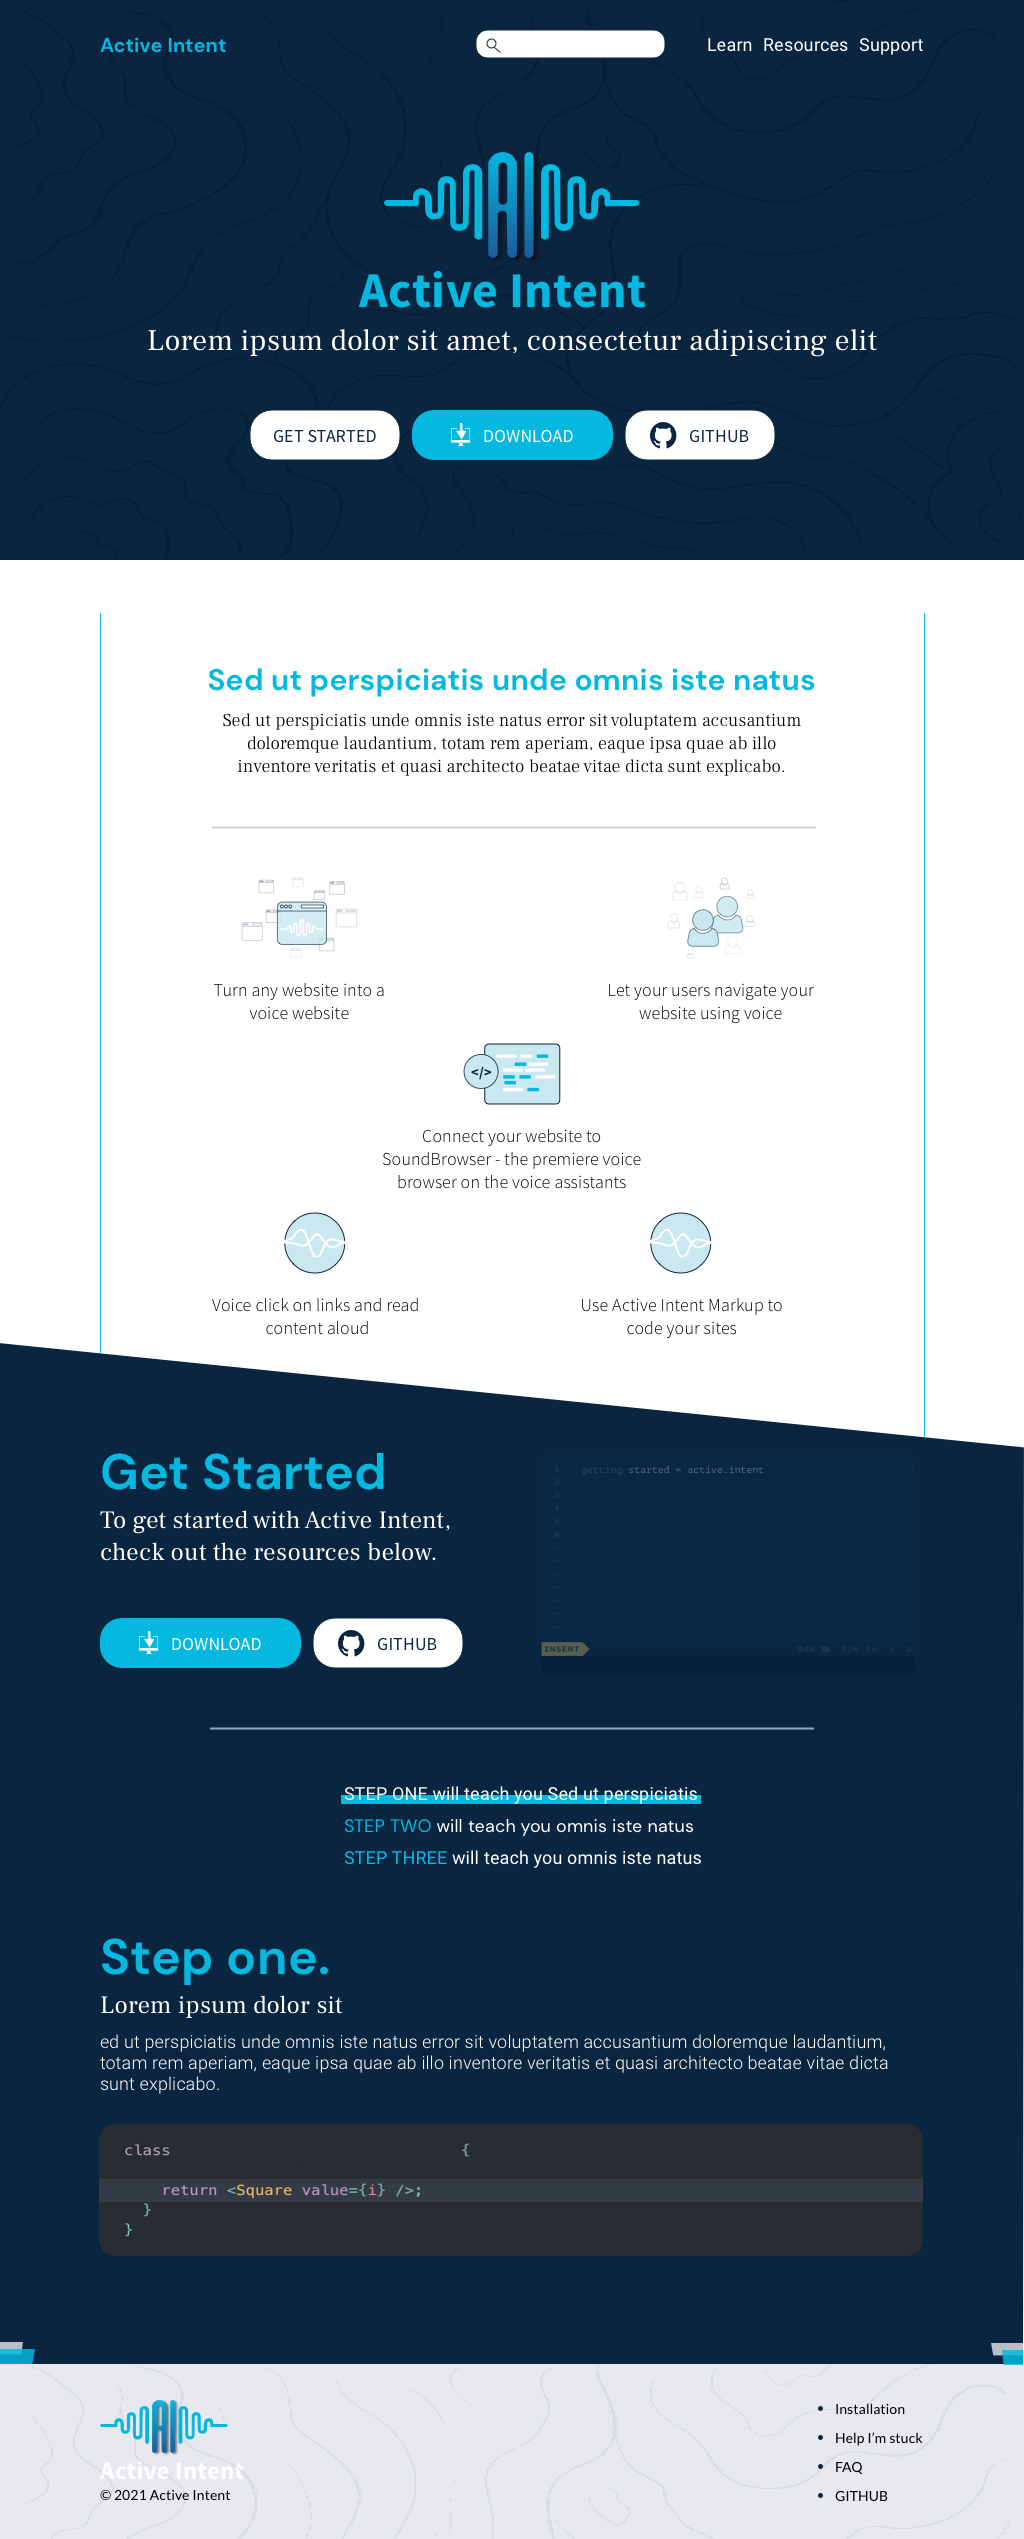 Active Intent
Learn Resources Support
Active Intent
Lorem ipsum dolor sit amet, consectetur adipiscing elit
GET STARTED
DOWNLOAD
GITHUB
Sed ut perspiciatis unde omnis iste natus
Sed ut perspiciatis unde omnis iste natus error sit voluptatem accusantium
doloremque laudantium, totam rem aperiam, eaque ipsa quae ab illo
inventore veritatis et quasi architecto beatae vitae dicta sunt explicabo.
Turn any website into a
voice website
Let your users navigate your
website using voice
</>
Connect your website to
SoundBrowser - the premiere voice
browser on the voice assistants
Voice click on links and read
content aloud
Use Active Intent Markup to
code your sites
Get Started
To get started with Active Intent,
check out the resources below.
DOWNLOAD
GITHUB
1 getting started = active.intent
2
3
4
5
6
INSERT
STEP ONE will teach you Sed ut perspiciatis
STEP TWO will teach you omnis iste natus
STEP THREE will teach you omnis iste natus
Step one.
Lorem ipsum dolor sit
ed ut perspiciatis unde omnis iste natus error sit voluptatem accusantium doloremque laudantium,
totam rem aperiam, eaque ipsa quae ab illo inventore veritatis et quasi architecto beatae vitae dicta
sunt explicabo.
class {
return <Square value={i} />;
}
}
AI
Active Intent
© 2021 Active Intent
• Installation
• Help I'm stuck
• FAQ
• GITHUB